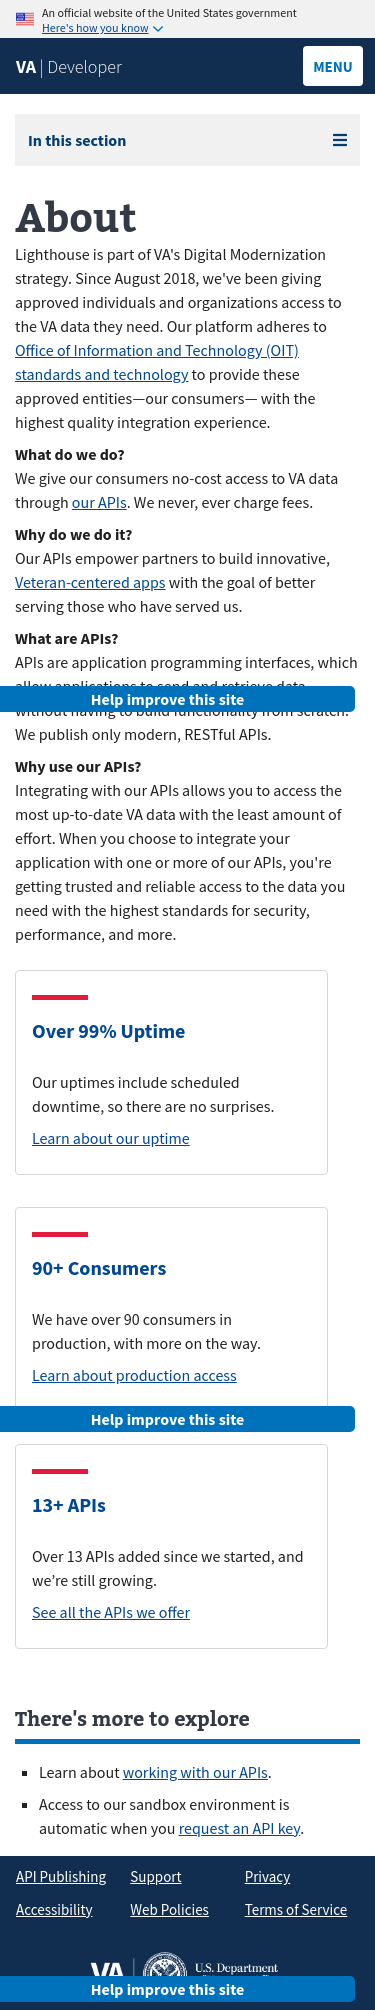 An official website of the United States government
Here's how you know
VA | Developer
MENU
In this section
About
Lighthouse is part of VA's Digital Modernization
strategy. Since August 2018, we've been giving
approved individuals and organizations access to
the VA data they need. Our platform adheres to
Office of Information and Technology (OIT)
standards and technology to provide these
approved entities—our consumers— with the
highest quality integration experience.
What do we do?
We give our consumers no-cost access to VA data
through our APIs. We never, ever charge fees.
Why do we do it?
Our APIs empower partners to build innovative,
Veteran-centered apps with the goal of better
serving those who have served us.
What are APIs?
APIs are application programming interfaces, which
allow applications to send and retrieve data
Help improve this site
without having to build functionality from scratch.
We publish only modern, RESTful APIs.
Why use our APIs?
Integrating with our APIs allows you to access the
most up-to-date VA data with the least amount of
effort. When you choose to integrate your
application with one or more of our APIs, you're
getting trusted and reliable access to the data you
need with the highest standards for security,
performance, and more.
Over 99% Uptime
Our uptimes include scheduled
downtime, so there are no surprises.
Learn about our uptime
90+ Consumers
We have over 90 consumers in
production, with more on the way.
Learn about production access
Help improve this site
13+ APIs
Over 13 APIs added since we started, and
we’re still growing.
See all the APIs we offer
There's more to explore
Learn about working with our APIs.
Access to our sandbox environment is
automatic when you request an API key.
API Publishing Support Privacy
Accessibility Web Policies Terms of Service
VA U.S. Department
Help improve this site